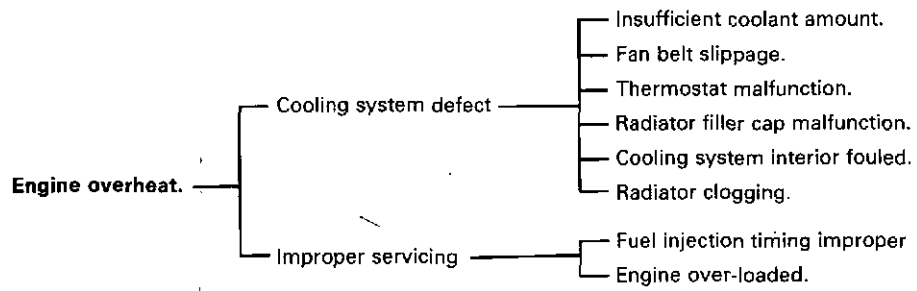 Insufficient coolant amount.
Fan belt slippage.
Thermostat malfunction.
Cooling system defect
Radiator filler cap malfunction.
Cooling system interior fouled.
Engine overheat.
Radiator clogging.
Fuel injection timing improper
Improper servicing
Engine over-loaded.